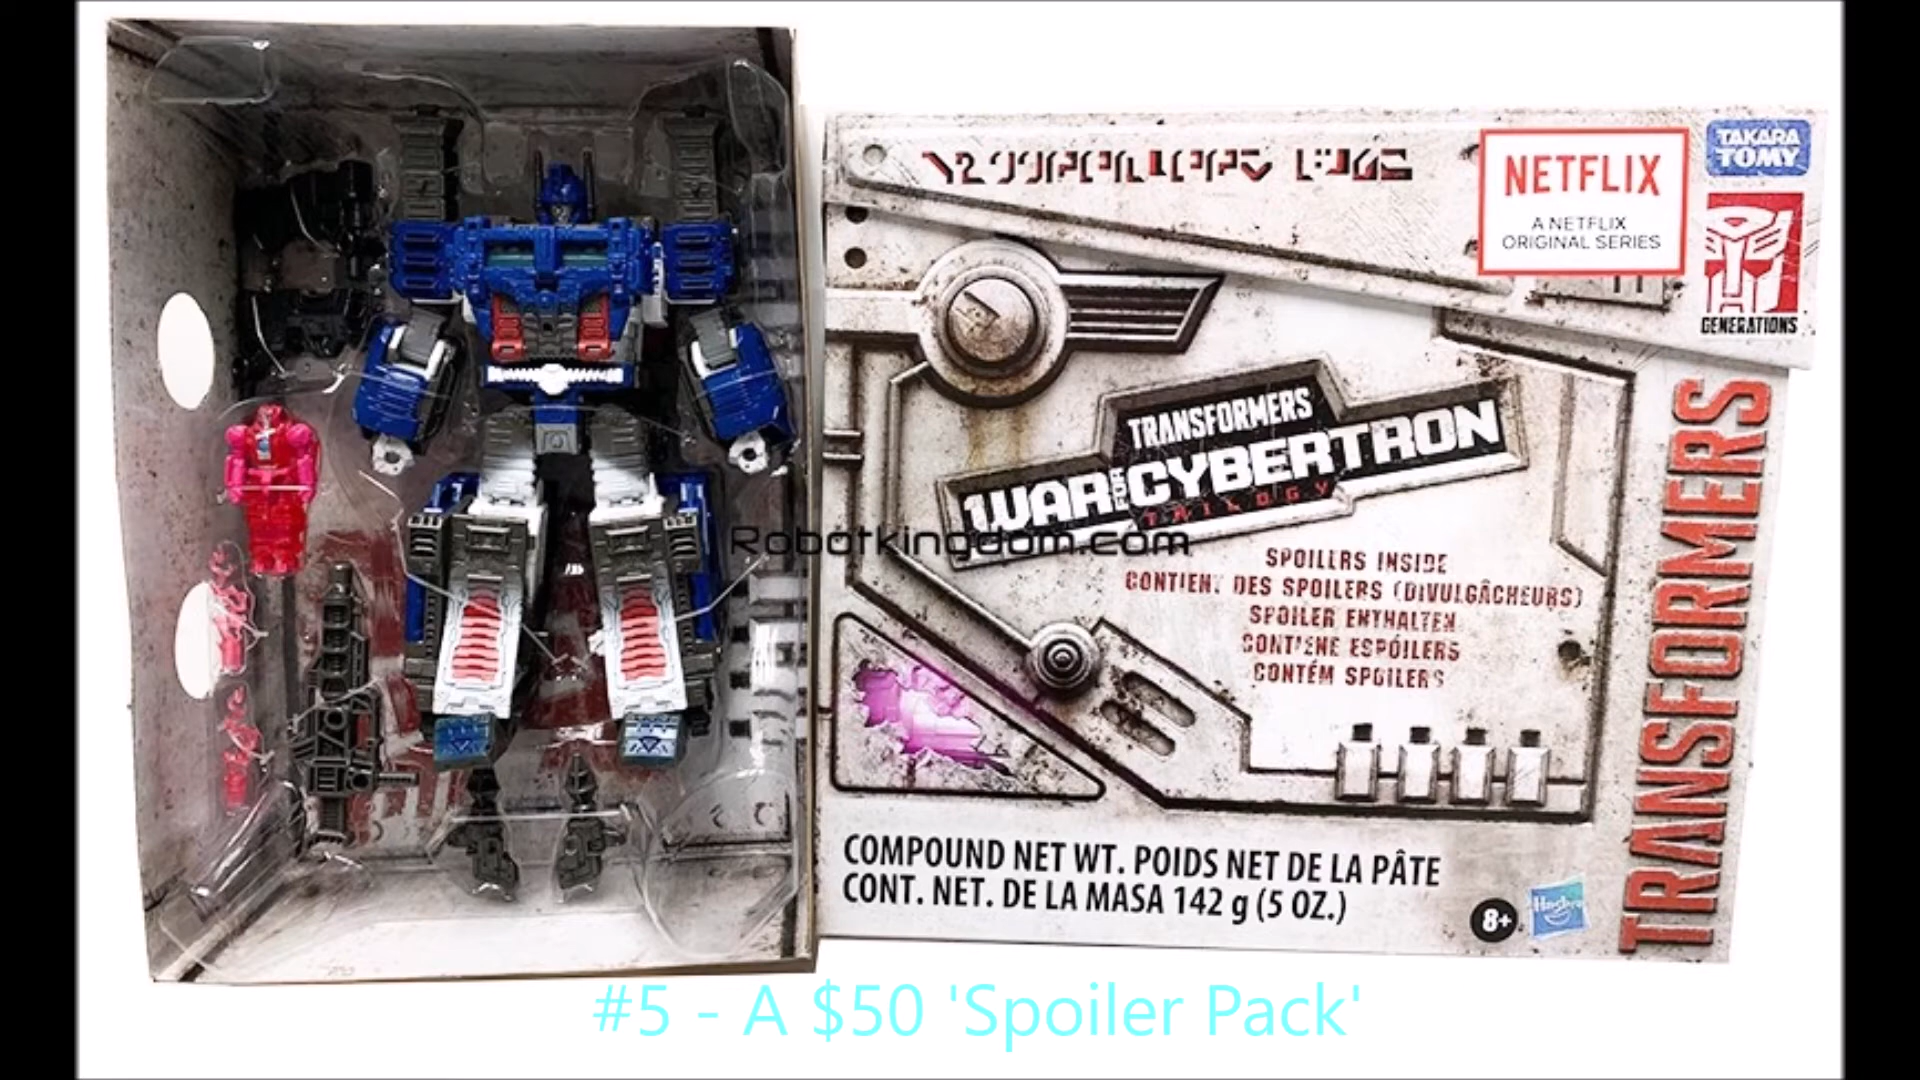 NETFLIX
A NETFLIX
ORIGINAL SERIES
TAKARA
TOMY
GENERATIONS
TRANSFORMERS
WAR FOR CYBERTRON
TRILOGY
Robotkingdom.com
SPOILERS INSIDE
CONTIENT DES SPOILERS (DIVULGÂCHEURS)
SPOILER ENTHALTEN
CONTIENE ESPÓILERS
CONTÉM SPOILERS
TRANSFORMERS
COMPOUND NET WT. POIDS NET DE LA PÂTE
CONT. NET. DE LA MASA 142 g (5 OZ.)
8+
Hasbro
#5 - A $50 'Spoiler Pack'